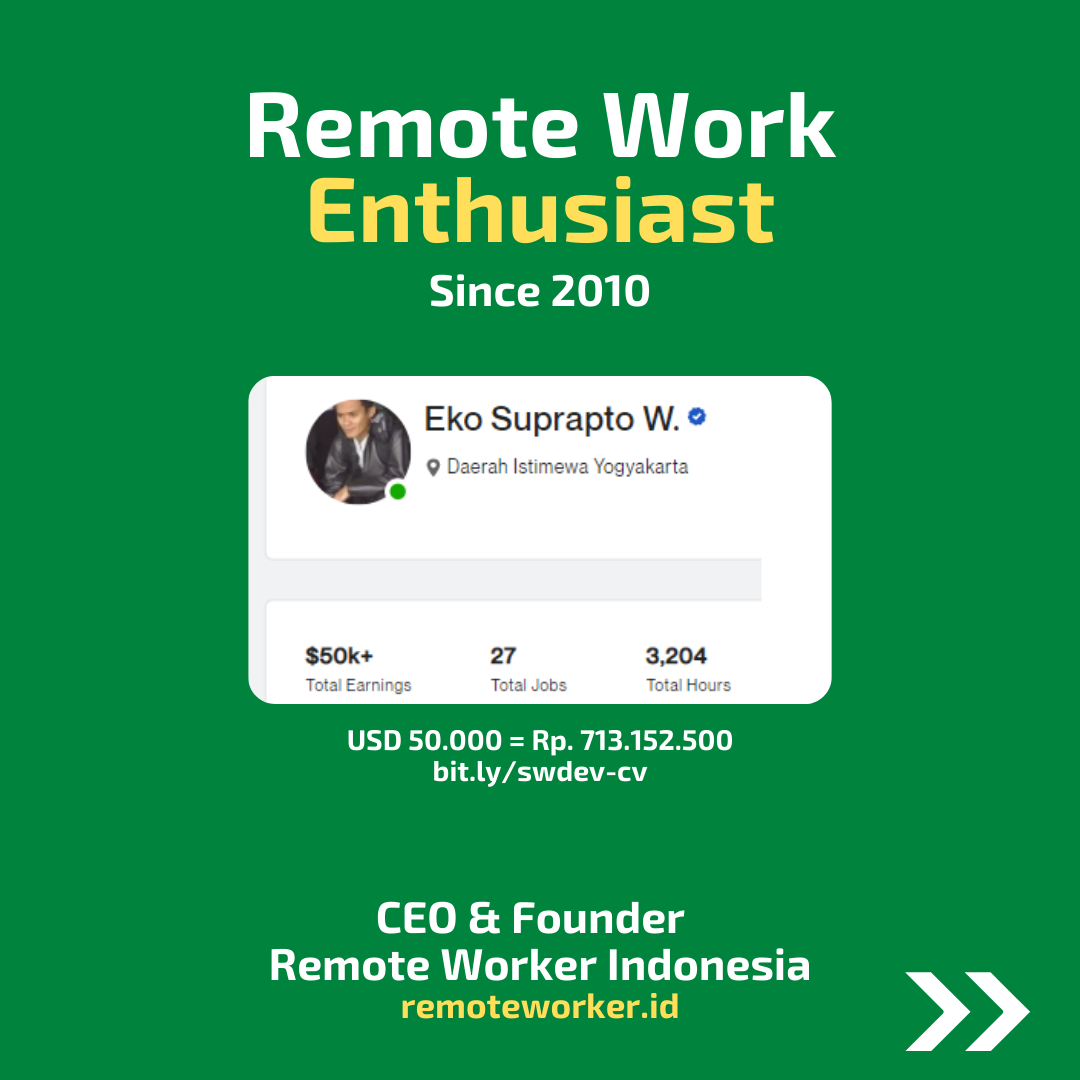 Remote Work
Enthusiast
Since 2010
Eko Suprapto W.
Daerah Istimewa Yogyakarta
$50k+ 27 3,204
Total Earnings Total Jobs Total Hours
USD 50.000 = Rp. 713.152.500
bit.ly/swdev-cv
CEO & Founder
Remote Worker Indonesia
remoteworker.id